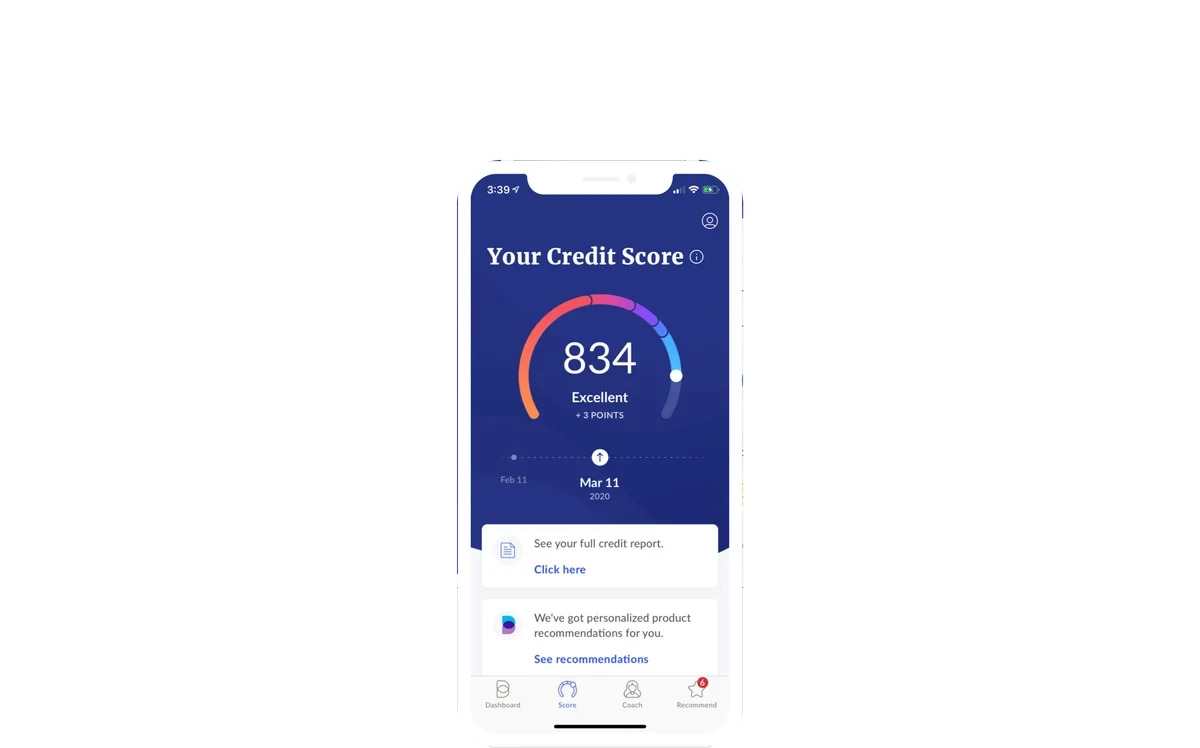 3:39
Your Credit Score
834
Excellent
+ 3 POINTS
Feb 11
Mar 11
2020
See your full credit report.
Click here
We've got personalized product
recommendations for you.
See recommendations
6
Dashboard
Score
Coach
Recommend